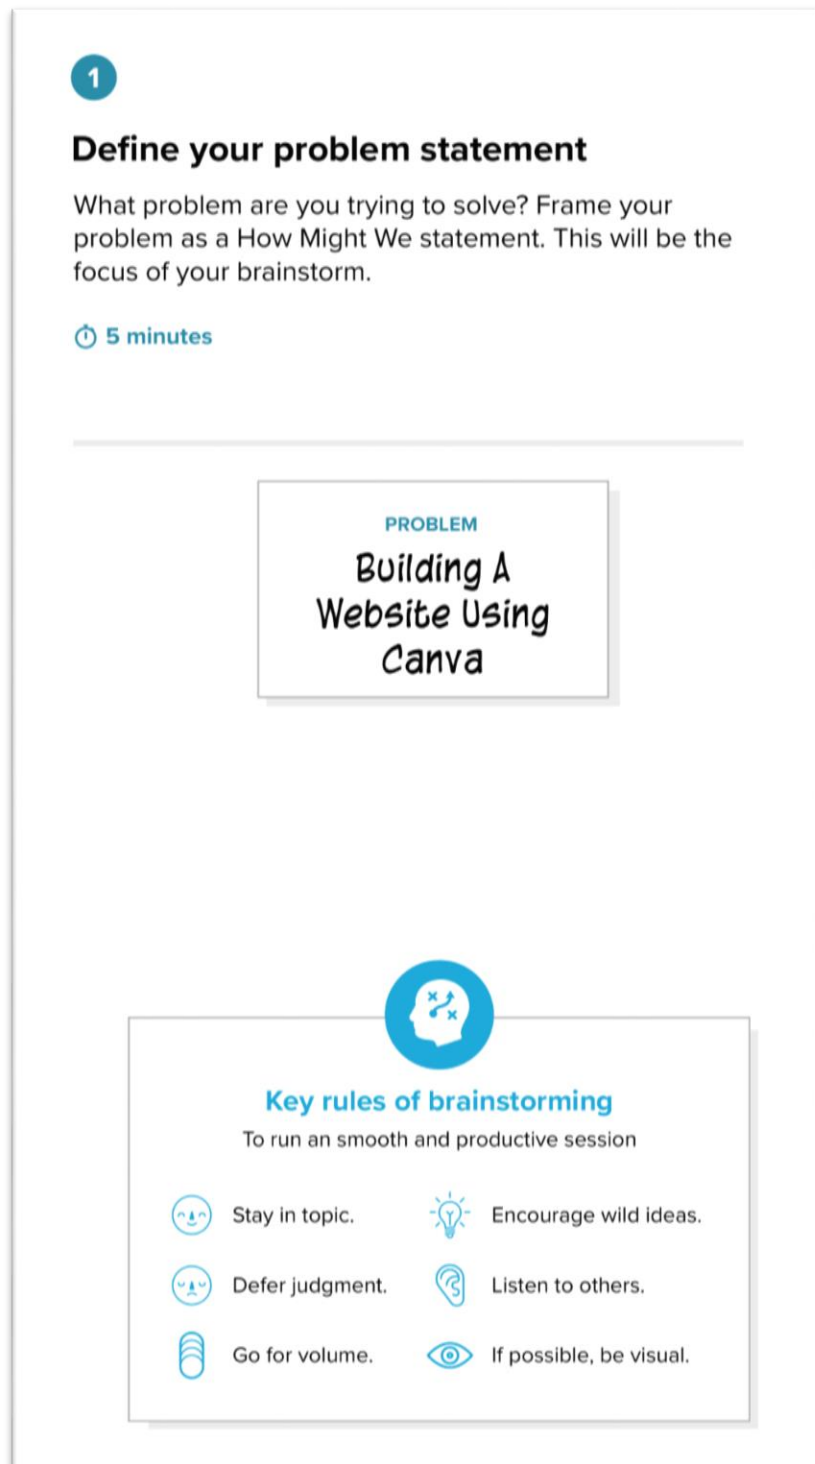 1
Define your problem statement
What problem are you trying to solve? Frame your
problem as a How Might We statement. This will be the
focus of your brainstorm.
5 minutes
PROBLEM
Building A
Website Using
Canva
Key rules of brainstorming
To run an smooth and productive session
Stay in topic.
Encourage wild ideas.
Defer judgment.
Listen to others.
Go for volume.
If possible, be visual.